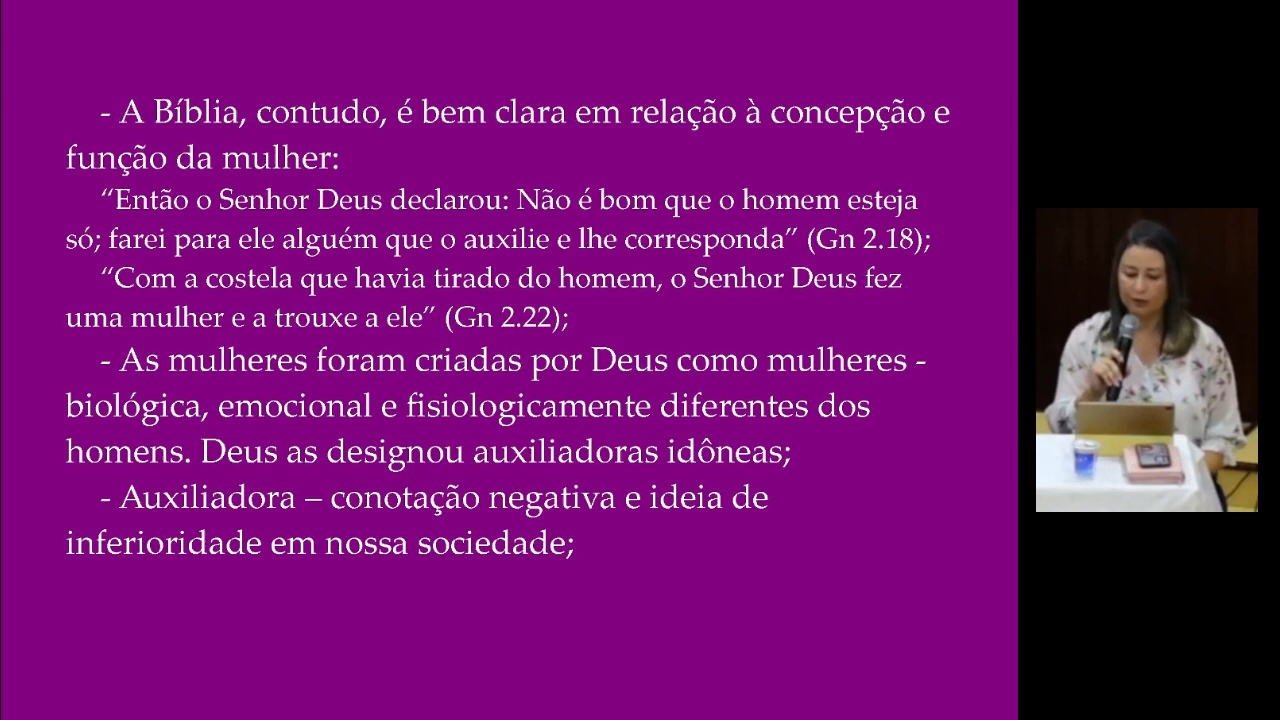 - A Bíblia, contudo, é bem clara em relação à concepção e
função da mulher:
“Então o Senhor Deus declarou: Não é bom que o homem esteja
só; farei para ele alguém que o auxilie e lhe corresponda” (Gn 2.18);
“Com a costela que havia tirado do homem, o Senhor Deus fez
uma mulher e a trouxe a ele” (Gn 2.22);
- As mulheres foram criadas por Deus como mulheres -
biológica, emocional e fisiologicamente diferentes dos
homens. Deus as designou auxiliadoras idôneas;
- Auxiliadora – conotação negativa e ideia de
inferioridade em nossa sociedade;